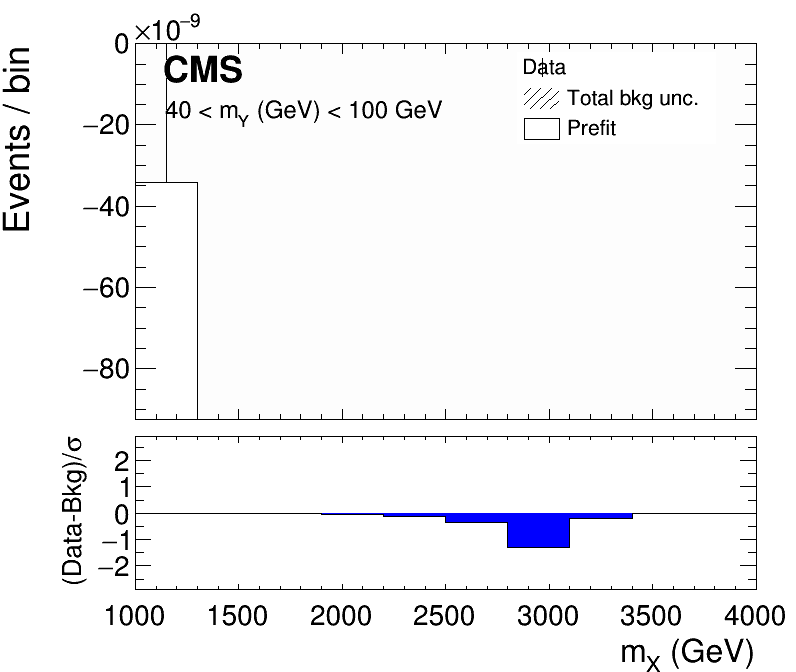 ×10⁻⁹
Events / bin
0
−20
−40
−60
−80
CMS
40 < m_Y (GeV) < 100 GeV
Data
Total bkg unc.
Prefit
(Data-Bkg)/σ
2
1
0
−1
−2
1000 1500 2000 2500 3000 3500 4000
m_X (GeV)